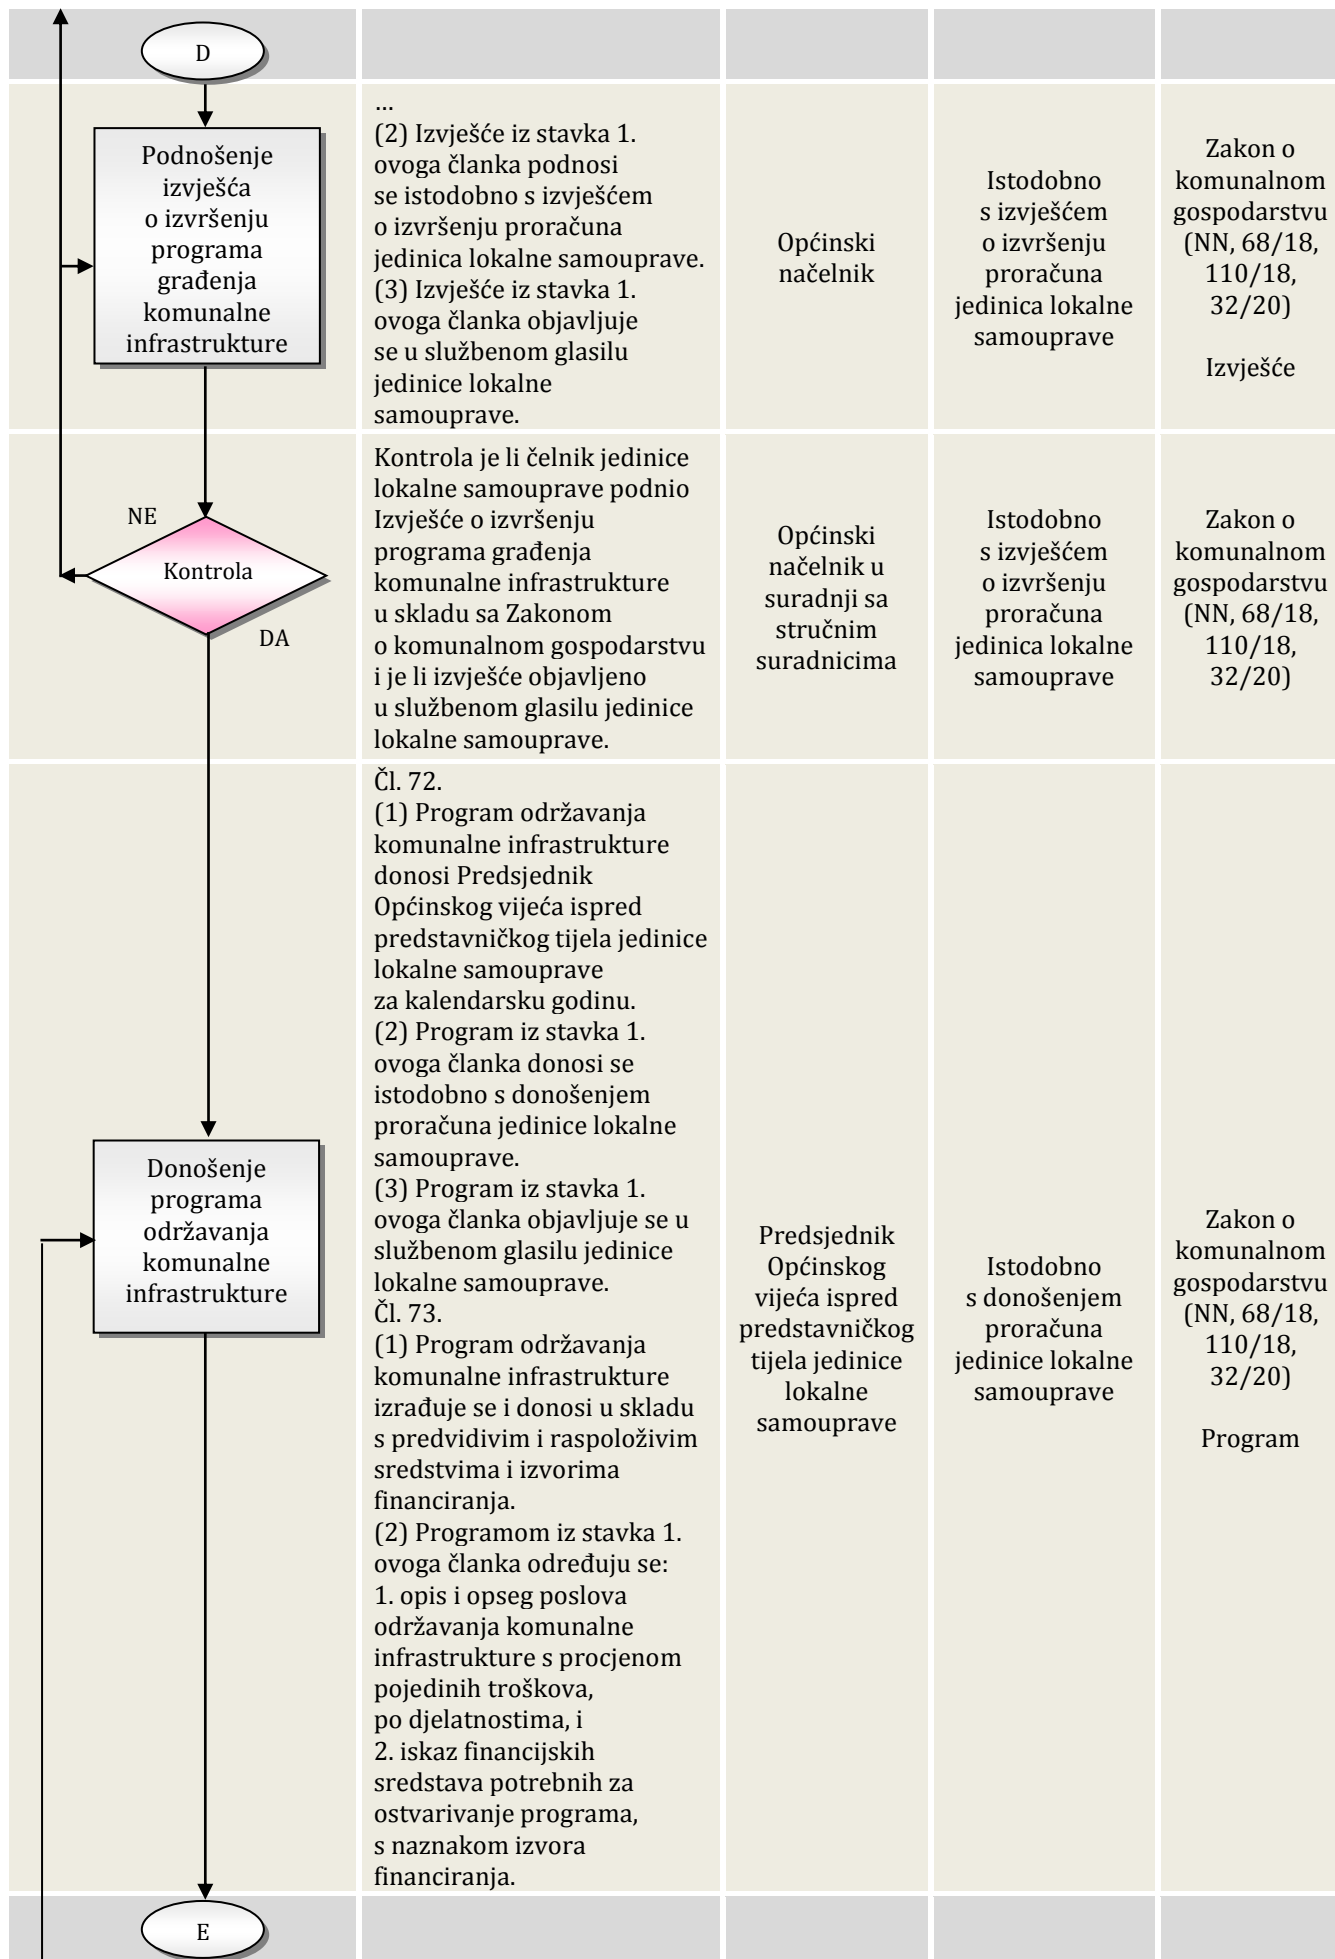 D
Podnošenje
izvješća
o izvršenju
programa
građenja
komunalne
infrastrukture
…
(2) Izvješće iz stavka 1.
ovoga članka podnosi
se istodobno s izvješćem
o izvršenju proračuna
jedinica lokalne samouprave.
(3) Izvješće iz stavka 1.
ovoga članka objavljuje
se u službenom glasilu
jedinice lokalne
samouprave.
Općinski
načelnik
Istodobno
s izvješćem
o izvršenju
proračuna
jedinica lokalne
samouprave
Zakon o
komunalnom
gospodarstvu
(NN, 68/18,
110/18,
32/20)
Izvješće
NE
Kontrola
DA
Kontrola je li čelnik jedinice
lokalne samouprave podnio
Izvješće o izvršenju
programa građenja
komunalne infrastrukture
u skladu sa Zakonom
o komunalnom gospodarstvu
i je li izvješće objavljeno
u službenom glasilu jedinice
lokalne samouprave.
Općinski
načelnik u
suradnji sa
stručnim
suradnicima
Istodobno
s izvješćem
o izvršenju
proračuna
jedinica lokalne
samouprave
Zakon o
komunalnom
gospodarstvu
(NN, 68/18,
110/18,
32/20)
Donošenje
programa
održavanja
komunalne
infrastrukture
Čl. 72.
(1) Program održavanja
komunalne infrastrukture
donosi Predsjednik
Općinskog vijeća ispred
predstavničkog tijela jedinice
lokalne samouprave
za kalendarsku godinu.
(2) Program iz stavka 1.
ovoga članka donosi se
istodobno s donošenjem
proračuna jedinice lokalne
samouprave.
(3) Program iz stavka 1.
ovoga članka objavljuje se u
službenom glasilu jedinice
lokalne samouprave.
Čl. 73.
(1) Program održavanja
komunalne infrastrukture
izrađuje se i donosi u skladu
s predvidivim i raspoloživim
sredstvima i izvorima
financiranja.
(2) Programom iz stavka 1.
ovoga članka određuju se:
1. opis i opseg poslova
održavanja komunalne
infrastrukture s procjenom
pojedinih troškova,
po djelatnostima, i
2. iskaz financijskih
sredstava potrebnih za
ostvarivanje programa,
s naznakom izvora
financiranja.
Predsjednik
Općinskog
vijeća ispred
predstavničkog
tijela jedinice
lokalne
samouprave
Istodobno
s donošenjem
proračuna
jedinice lokalne
samouprave
Zakon o
komunalnom
gospodarstvu
(NN, 68/18,
110/18,
32/20)
Program
E